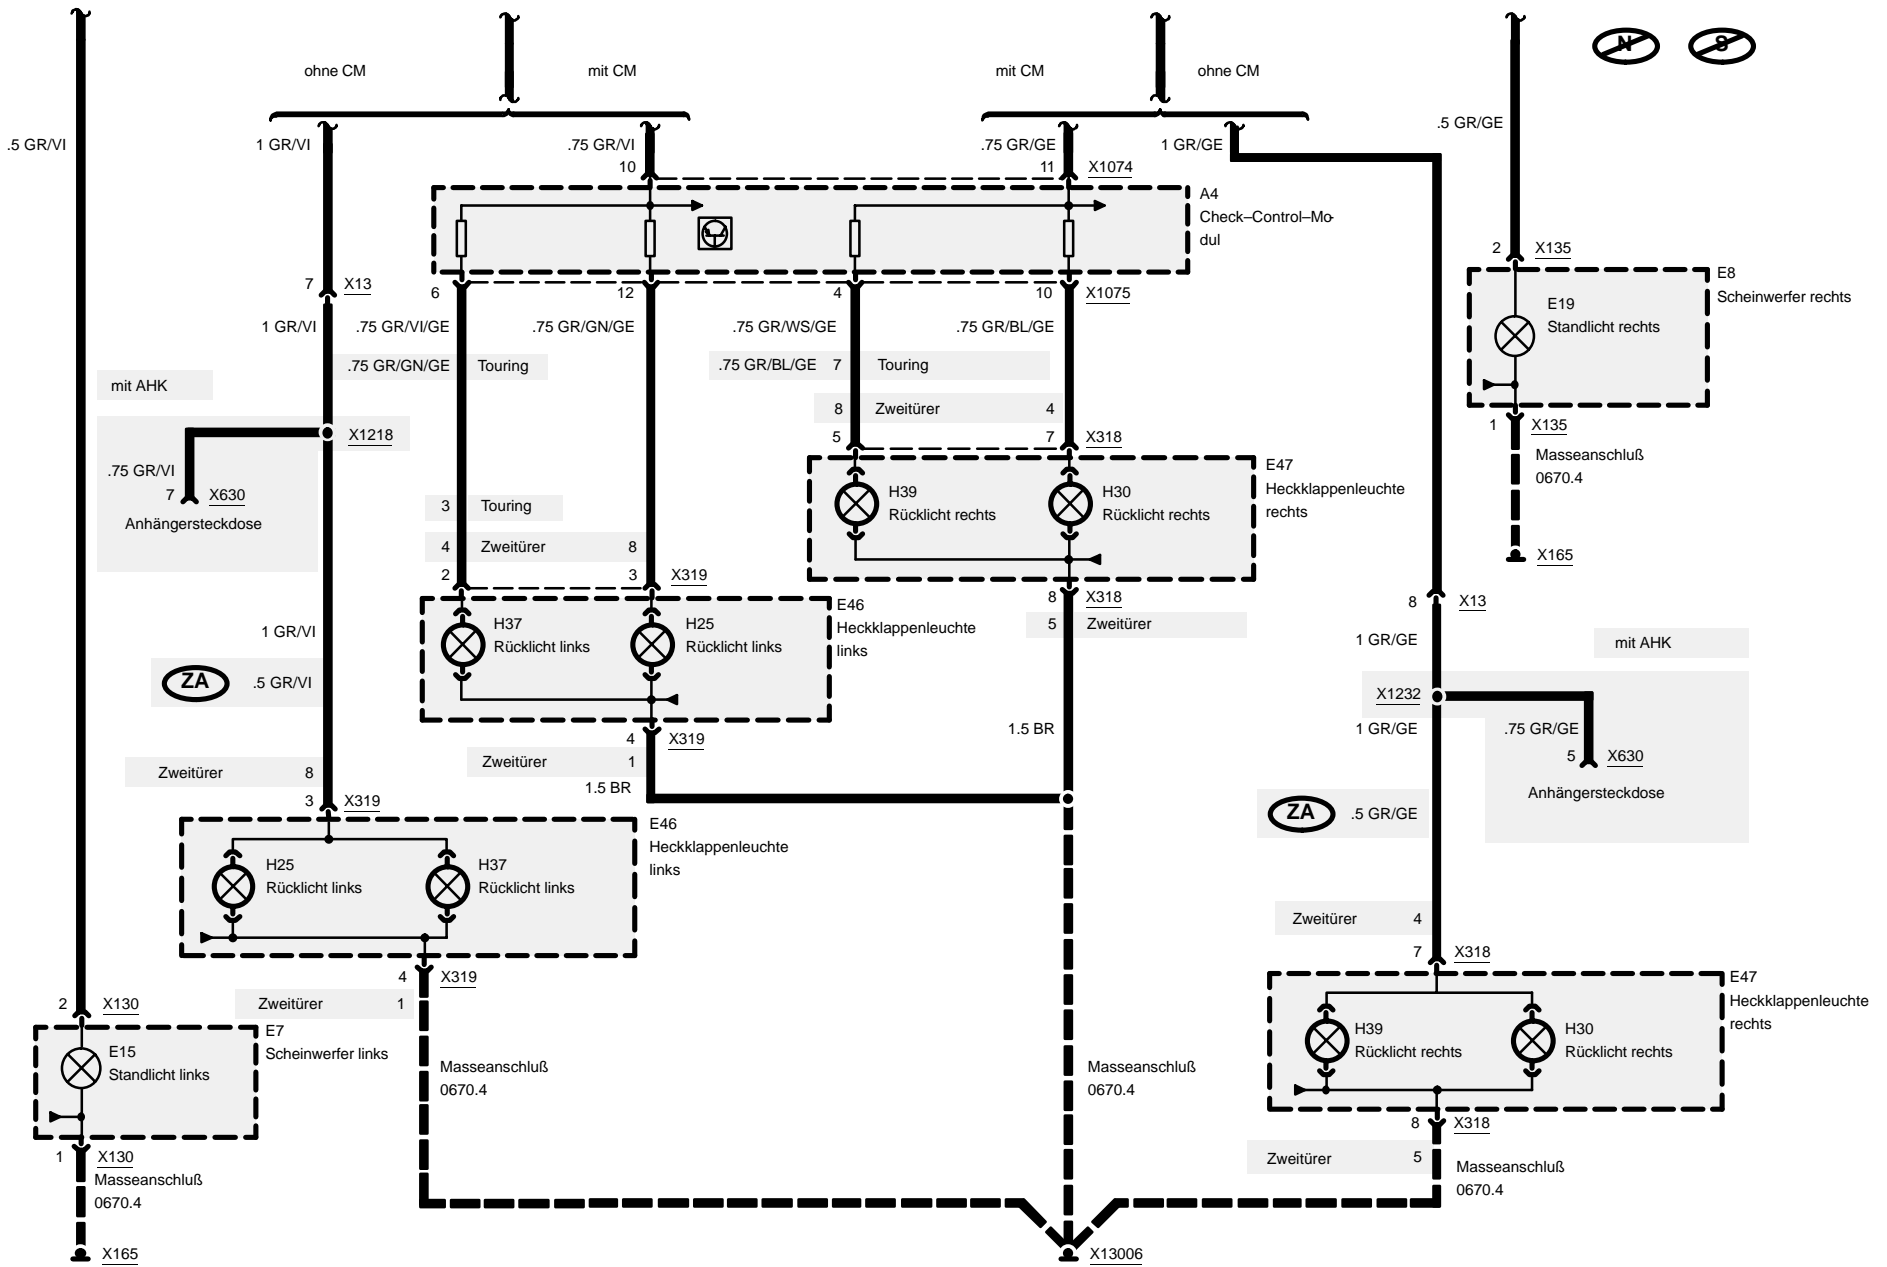 ohne CM
mit CM
mit CM
ohne CM
N
S
.5 GR/VI
1 GR/VI
.75 GR/VI
.75 GR/GE
1 GR/GE
.5 GR/GE
10
11
X1074
A4
Check–Control–Mo-
dul
2
X135
E8
Scheinwerfer rechts
E19
Standlicht rechts
7
X13
6
12
4
10
X1075
1 GR/VI
.75 GR/VI/GE
.75 GR/GN/GE
.75 GR/WS/GE
.75 GR/BL/GE
.75 GR/GN/GE
Touring
.75 GR/BL/GE
7
Touring
mit AHK
8
Zweitürer
4
X1218
5
7
X318
1
X135
Masseanschluß
0670.4
.75 GR/VI
7
X630
Anhängersteckdose
E47
Heckklappenleuchte
rechts
H39
Rücklicht rechts
H30
Rücklicht rechts
3
Touring
4
Zweitürer
8
2
3
X319
X165
8
X318
5
Zweitürer
8
X13
E46
Heckklappenleuchte
links
H37
Rücklicht links
H25
Rücklicht links
1 GR/VI
1 GR/GE
mit AHK
ZA
.5 GR/VI
X1232
1 GR/GE
.75 GR/GE
5
X630
Anhängersteckdose
4
X319
1.5 BR
Zweitürer
1
1.5 BR
Zweitürer
8
3
X319
ZA
.5 GR/GE
E46
Heckklappenleuchte
links
H25
Rücklicht links
H37
Rücklicht links
Zweitürer
4
7
X318
4
X319
Zweitürer
1
2
X130
E7
Scheinwerfer links
E15
Standlicht links
E47
Heckklappenleuchte
rechts
H39
Rücklicht rechts
H30
Rücklicht rechts
Masseanschluß
0670.4
Masseanschluß
0670.4
8
X318
Zweitürer
5
Masseanschluß
0670.4
1
X130
Masseanschluß
0670.4
X165
X13006